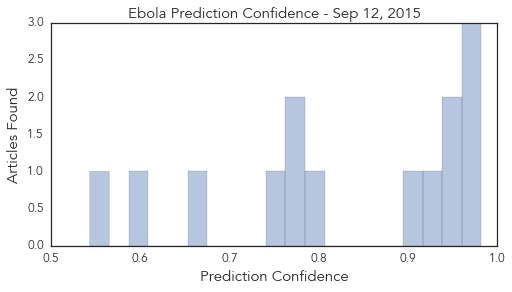 Ebola Prediction Confidence - Sep 12, 2015
3.0
2.5
2.0
1.5
1.0
0.5
0.0
Articles Found
0.5 0.6 0.7 0.8 0.9 1.0
Prediction Confidence